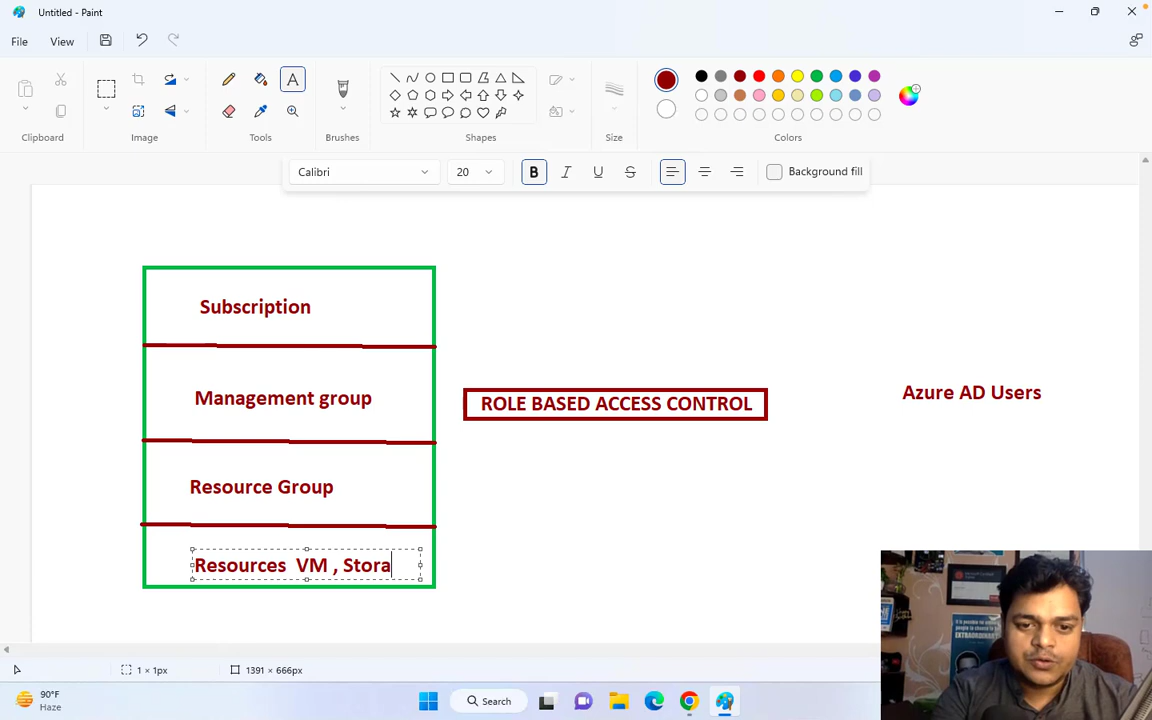 Untitled - Paint
File
View
Clipboard
Image
Tools
Brushes
Shapes
Size
Colors
Calibri
20
B
Background fill
Subscription
Management group
ROLE BASED ACCESS CONTROL
Azure AD Users
Resource Group
Resources VM , Stora
1 × 1px
1391 × 666px
90°F
Haze
Search